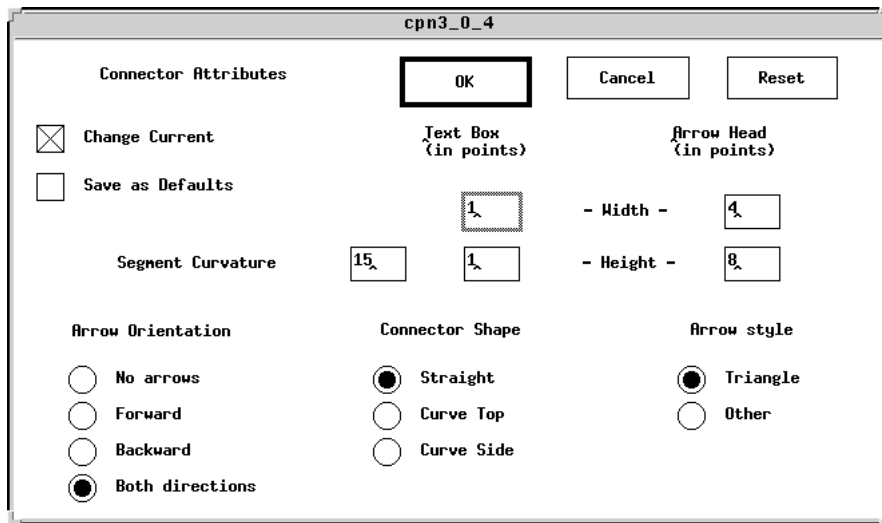 cpn3_0_4
Connector Attributes OK Cancel Reset
Change Current Text Box Arrow Head
(in points) (in points)
Save as Defaults
1 - Width - 4
Segment Curvature 15 1 - Height - 8
Arrow Orientation Connector Shape Arrow style
No arrows Straight Triangle
Forward Curve Top Other
Backward Curve Side
Both directions